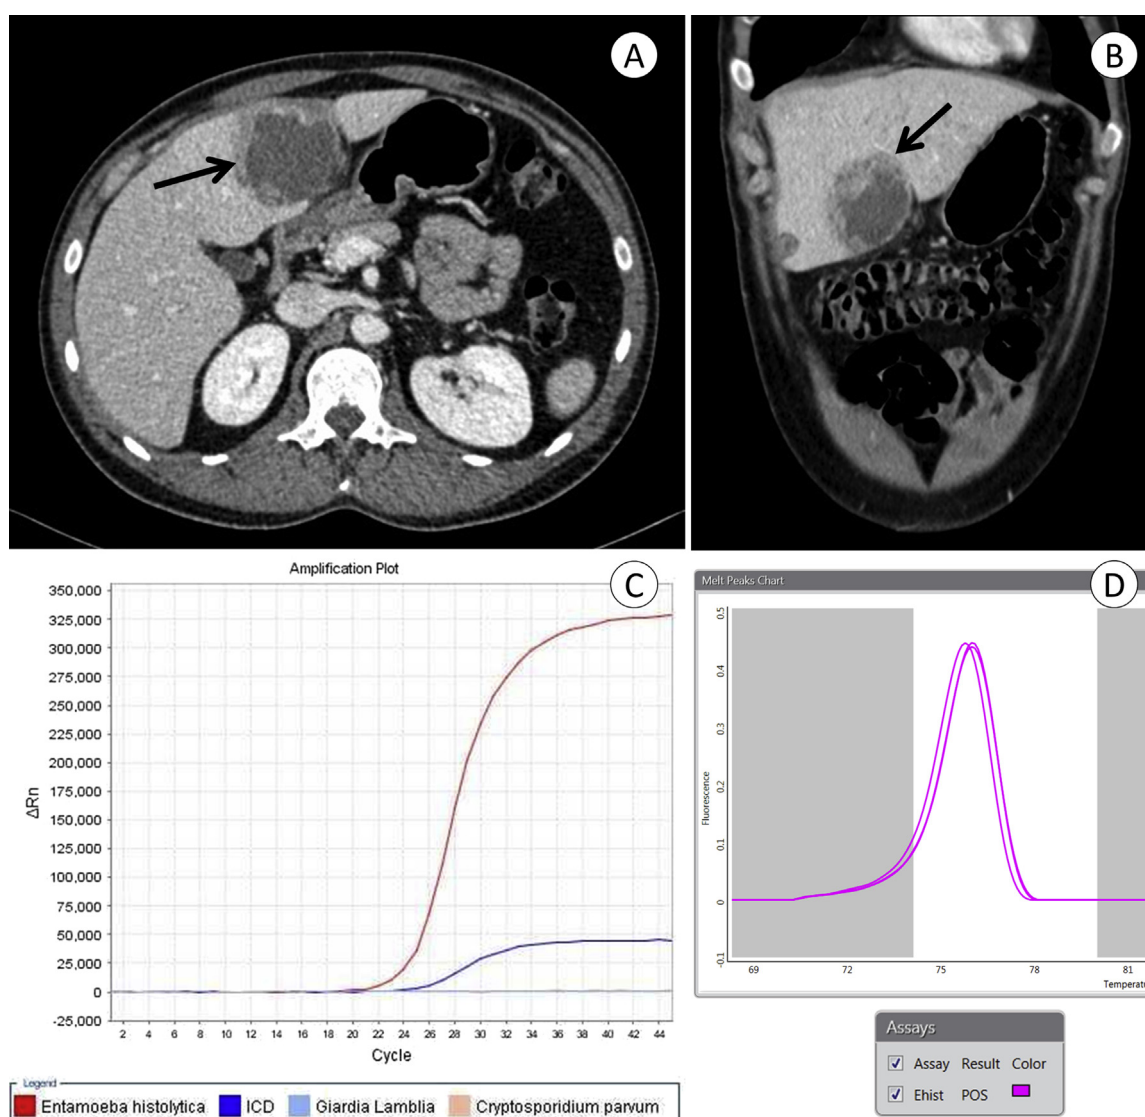 A
B
Amplification Plot
C
350,000
325,000
300,000
275,000
250,000
225,000
200,000
175,000
150,000
125,000
100,000
75,000
50,000
25,000
0
-25,000
ΔRn
2 4 6 8 10 12 14 16 18 20 22 24 26 28 30 32 34 36 38 40 42 44
Cycle
Legend
Entamoeba histolytica ICD Giardia Lamblia Cryptosporidium parvum
Melt Peaks Chart
D
0.5
0.4
0.3
0.2
0.1
0
-0.1
Fluorescence
69 72 75 78 81
Temperatu
Assays
Assay Result Color
Ehist POS